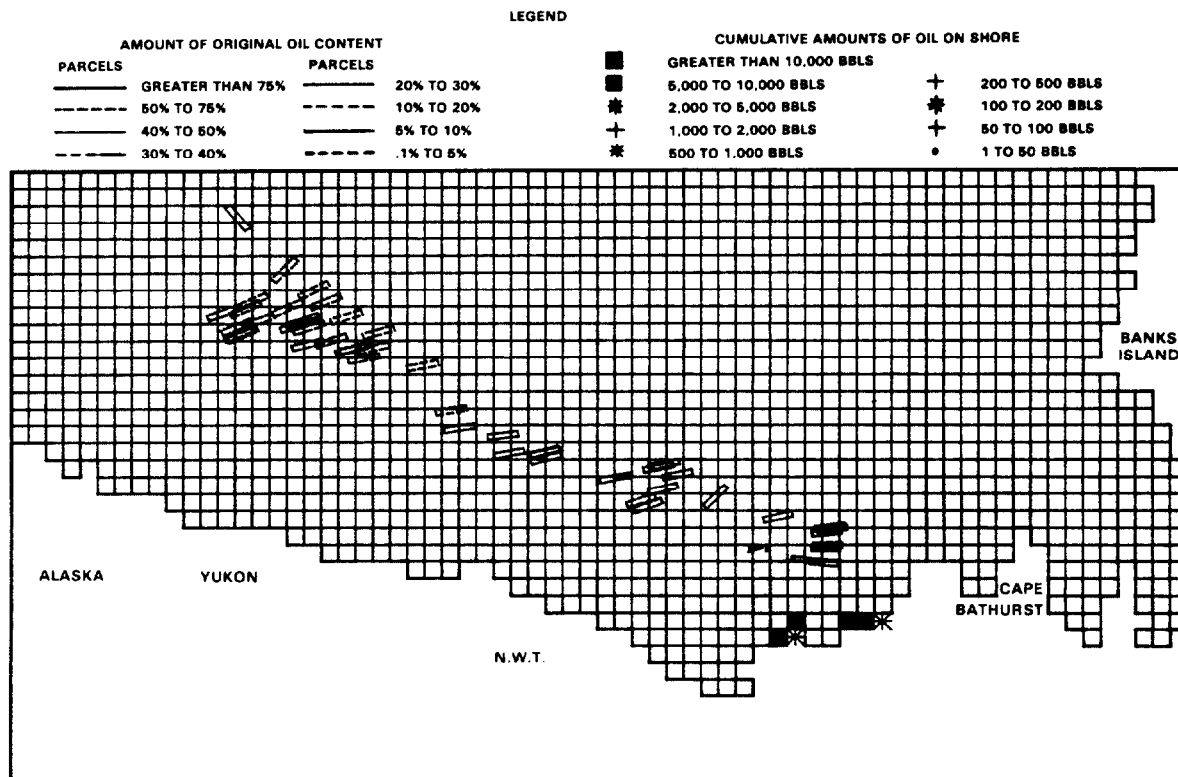 LEGEND
AMOUNT OF ORIGINAL OIL CONTENT
PARCELS PARCELS
GREATER THAN 75% 20% TO 30%
50% TO 75% 10% TO 20%
40% TO 50% 5% TO 10%
30% TO 40% .1% TO 5%
CUMULATIVE AMOUNTS OF OIL ON SHORE
GREATER THAN 10,000 BBLS
5,000 TO 10,000 BBLS 200 TO 500 BBLS
2,000 TO 5,000 BBLS 100 TO 200 BBLS
1,000 TO 2,000 BBLS 50 TO 100 BBLS
500 TO 1.000 BBLS 1 TO 50 BBLS
BANKS
ISLAND
ALASKA
YUKON
CAPE
BATHURST
N.W.T.